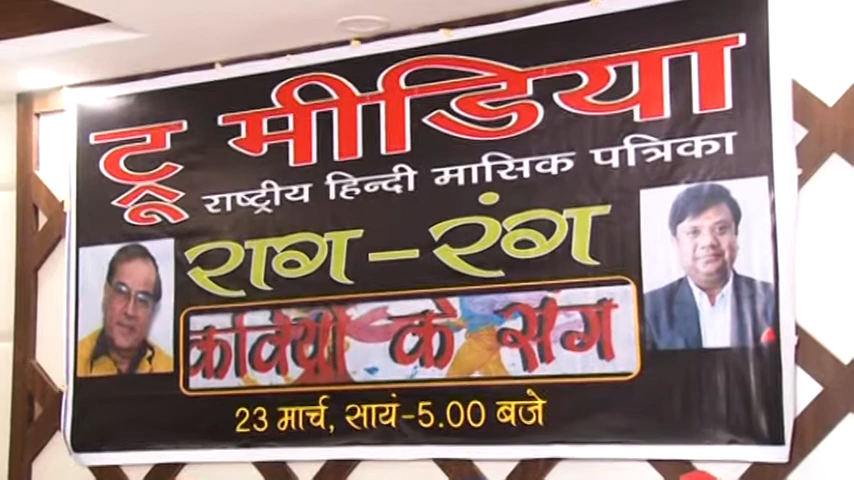 ट्रू मीडिया
राष्ट्रीय हिन्दी मासिक पत्रिका
राग - रंग
कवियों के संग
23 मार्च, सायं-5.00 बजे